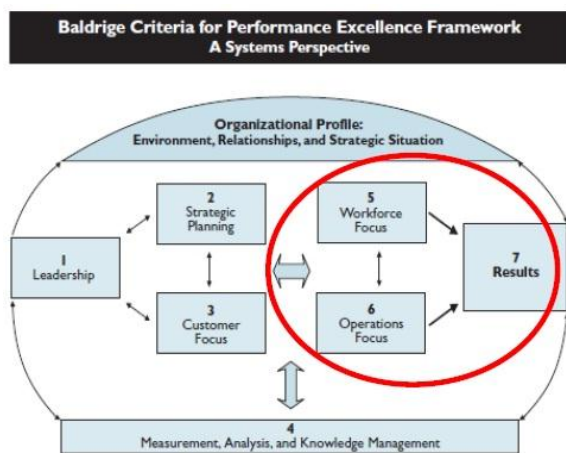 Baldrige Criteria for Performance Excellence Framework
A Systems Perspective
Organizational Profile:
Environment, Relationships, and Strategic Situation
2
Strategic
Planning
5
Workforce
Focus
1
Leadership
7
Results
3
Customer
Focus
6
Operations
Focus
4
Measurement, Analysis, and Knowledge Management